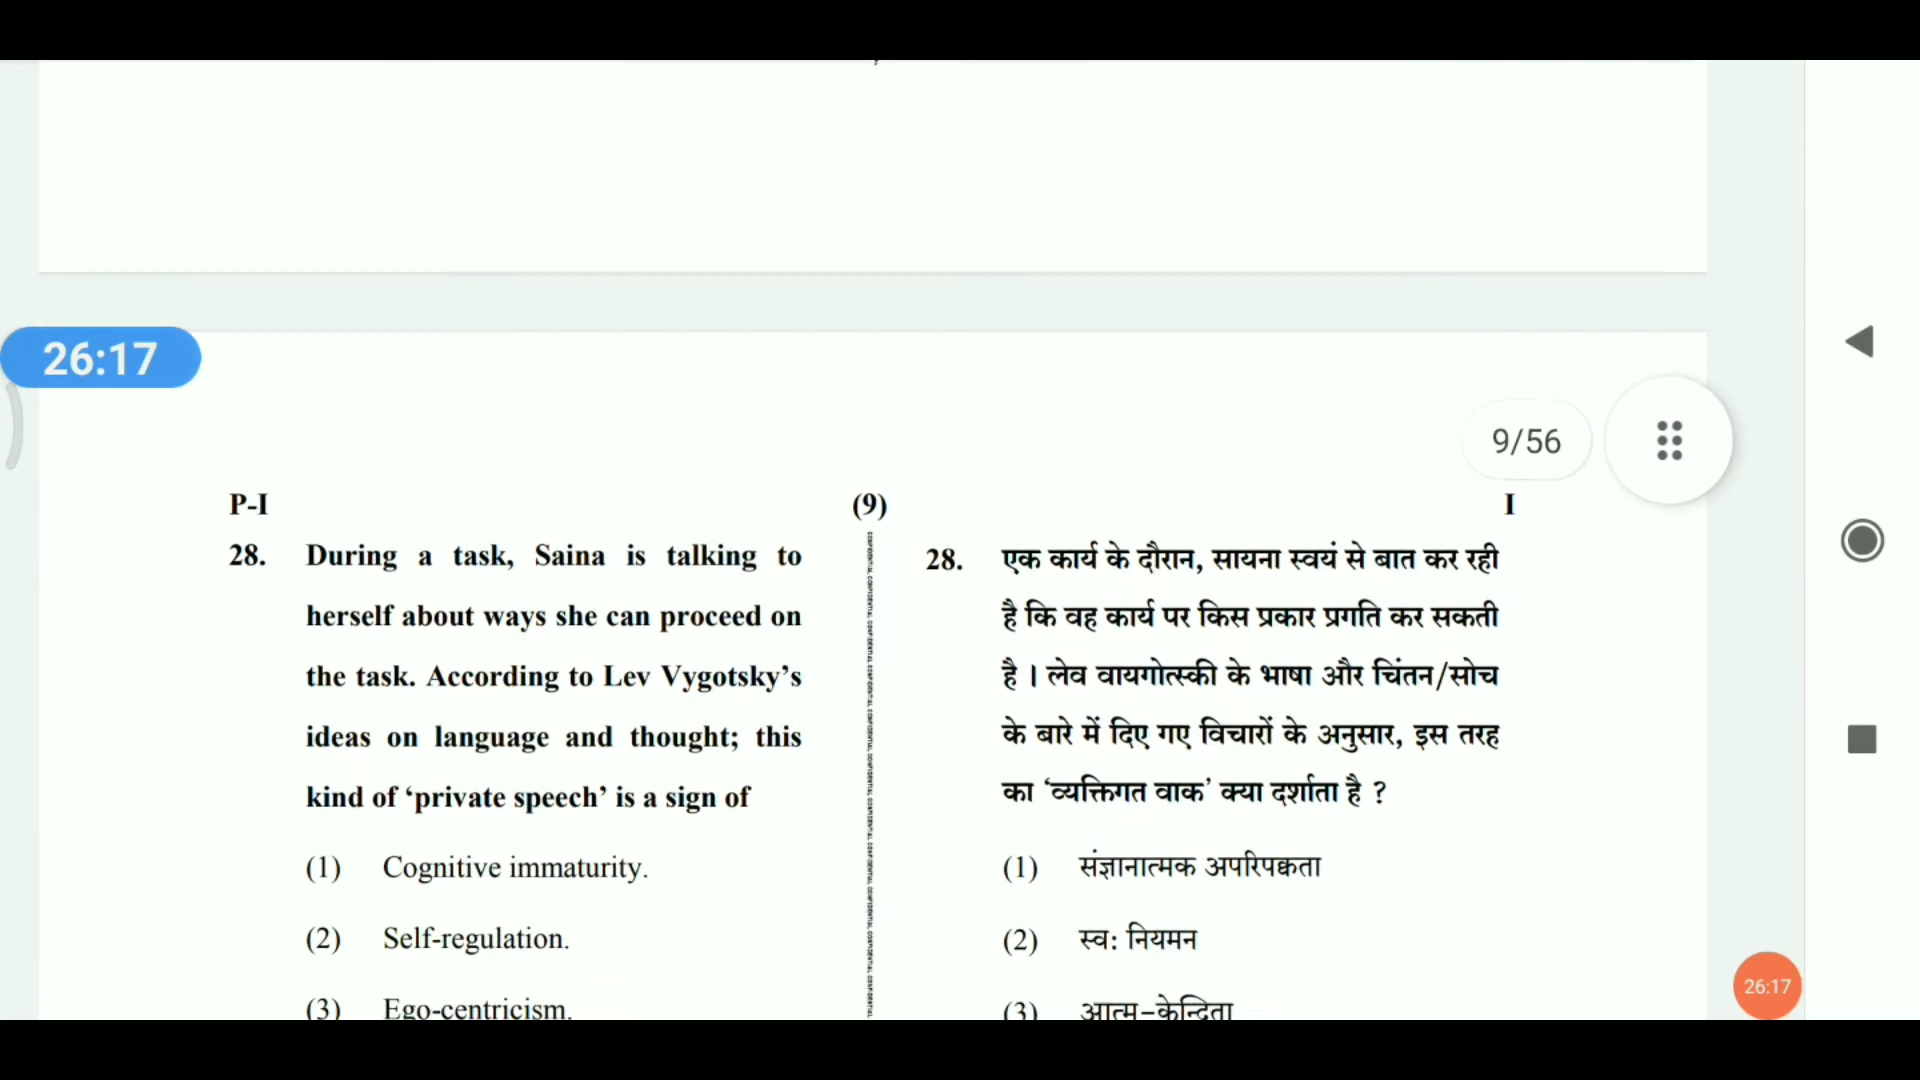 26:17
9/56
P-I
(9)
I
28. During a task, Saina is talking to
herself about ways she can proceed on
the task. According to Lev Vygotsky’s
ideas on language and thought; this
kind of ‘private speech’ is a sign of
(1) Cognitive immaturity.
(2) Self-regulation.
(3) Ego-centricism.
28. एक कार्य के दौरान, सायना स्वयं से बात कर रही
है कि वह कार्य पर किस प्रकार प्रगति कर सकती
है । लेव वायगोत्स्की के भाषा और चिंतन/सोच
के बारे में दिए गए विचारों के अनुसार, इस तरह
का ‘व्यक्तिगत वाक’ क्या दर्शाता है ?
(1) संज्ञानात्मक अपरिपक्वता
(2) स्व: नियमन
(3) आत्म-केन्द्रिता
26:17